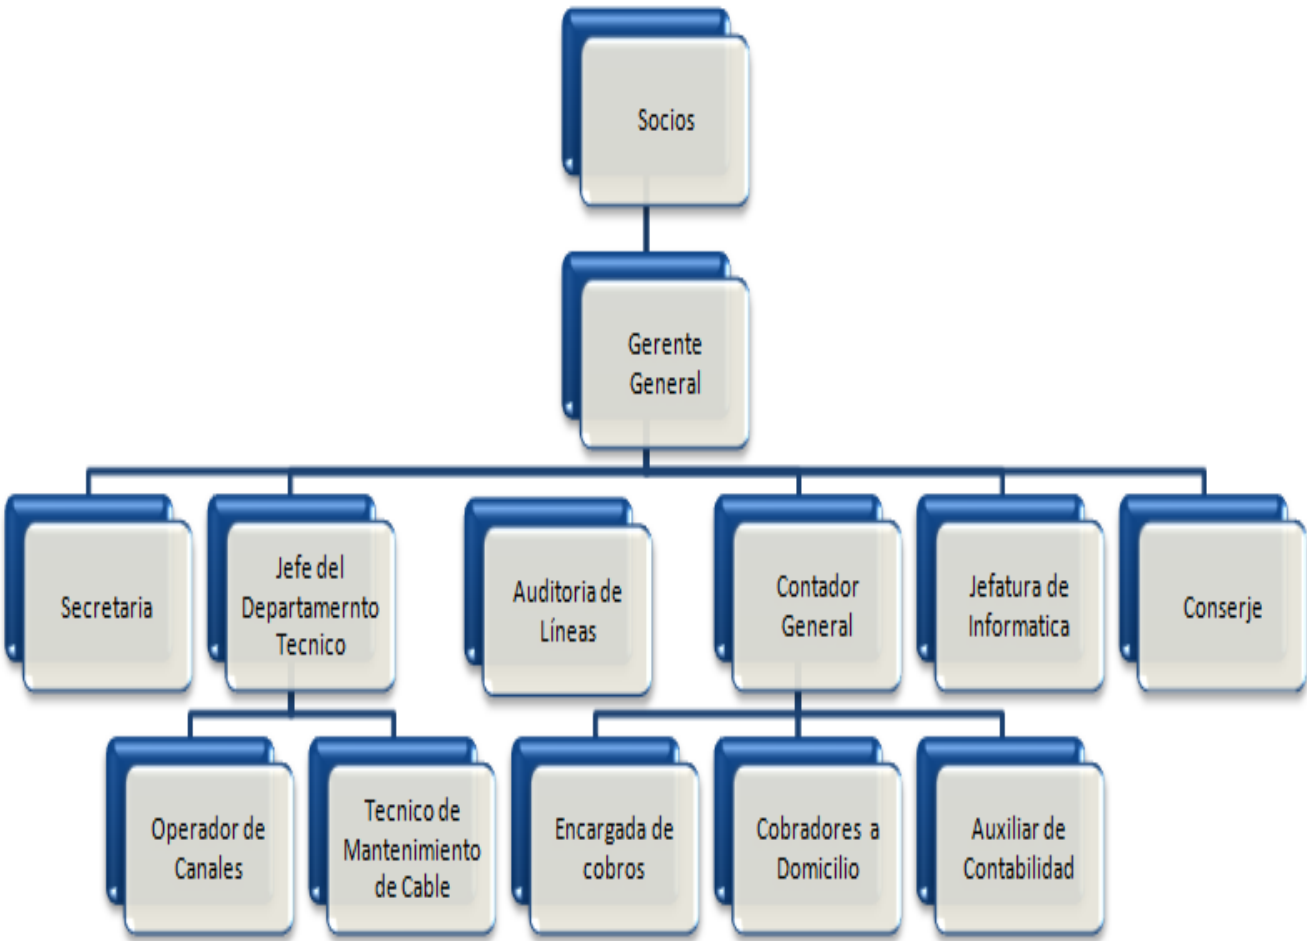 Socios
Gerente
General
Secretaria
Jefe del
Departamernto
Tecnico
Auditoria de
Líneas
Contador
General
Jefatura de
Informatica
Conserje
Operador de
Canales
Tecnico de
Mantenimiento
de Cable
Encargada de
cobros
Cobradores a
Domicilio
Auxiliar de
Contabilidad